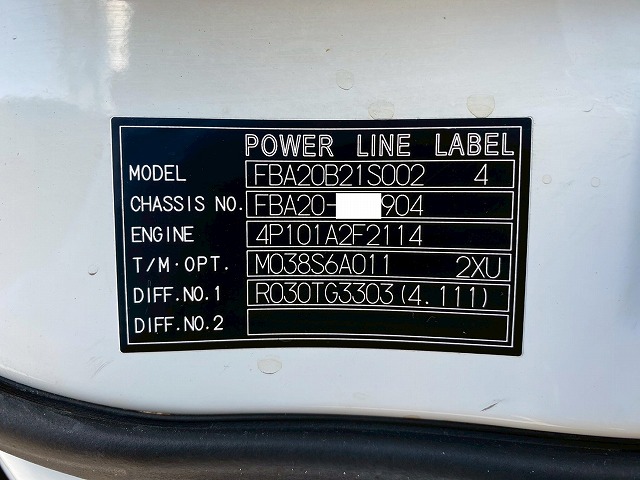 POWER LINE LABEL
MODEL FBA20B21S002 4
CHASSIS NO. FBA20- 904
ENGINE 4P101A2F2114
T/M·OPT. M038S6A011 2XU
DIFF.NO.1 R030TG3303(4.111)
DIFF.NO.2